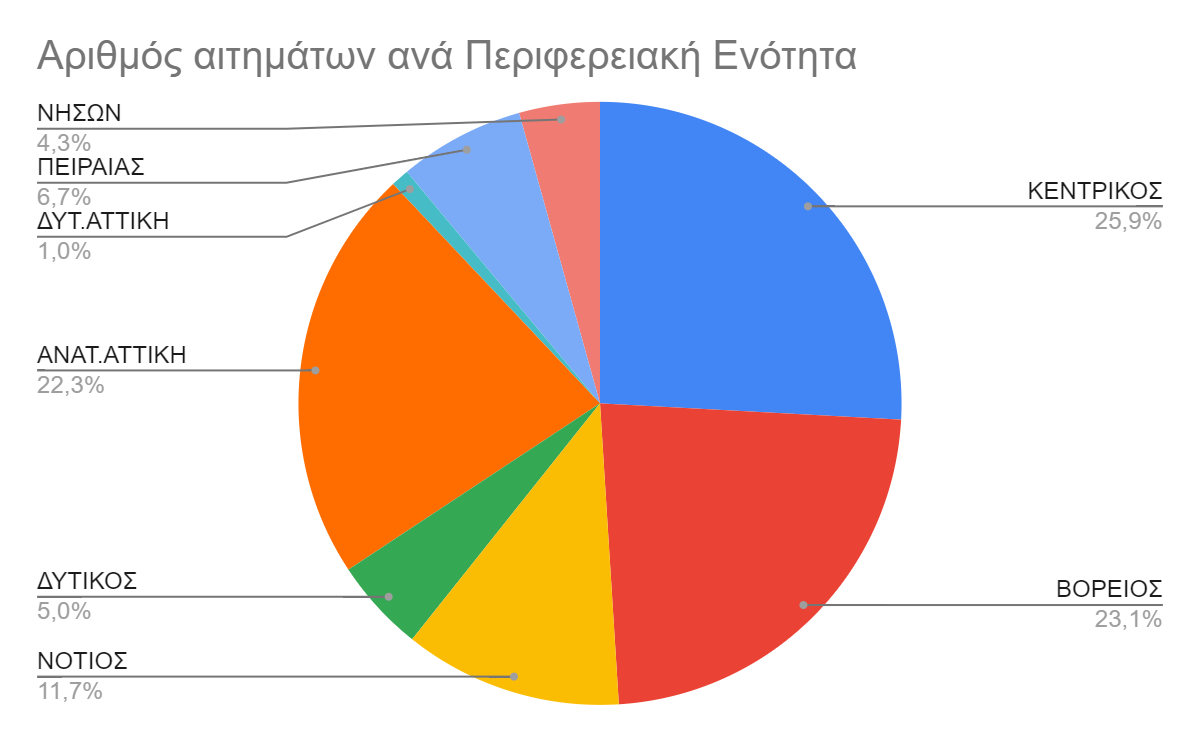 Αριθμός αιτημάτων ανά Περιφερειακή Ενότητα
ΝΗΣΩΝ
4,3%
ΠΕΙΡΑΙΑΣ
6,7%
ΔΥΤ.ΑΤΤΙΚΗ
1,0%
ΑΝΑΤ.ΑΤΤΙΚΗ
22,3%
ΔΥΤΙΚΟΣ
5,0%
ΝΟΤΙΟΣ
11,7%
ΚΕΝΤΡΙΚΟΣ
25,9%
ΒΟΡΕΙΟΣ
23,1%